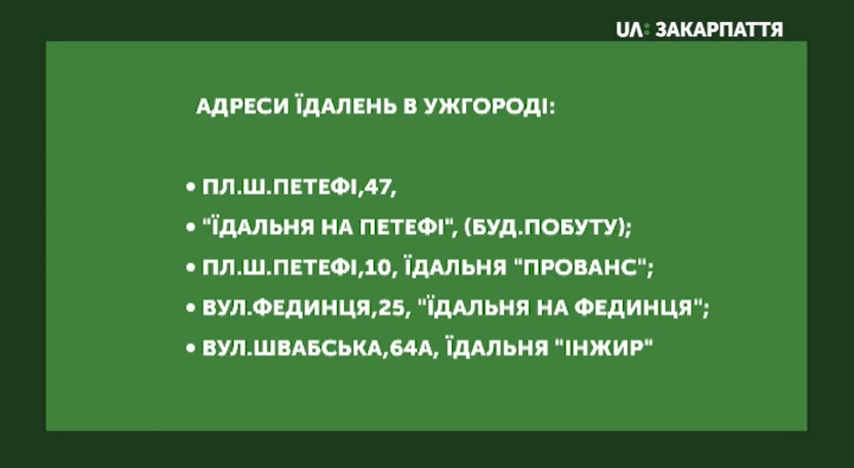 UA: ЗАКАРПАТТЯ
АДРЕСИ ЇДАЛЕНЬ В УЖГОРОДІ:
• ПЛ.Ш.ПЕТЕФІ,47,
• "ЇДАЛЬНЯ НА ПЕТЕФІ", (БУД.ПОБУТУ);
• ПЛ.Ш.ПЕТЕФІ,10, ЇДАЛЬНЯ "ПРОВАНС";
• ВУЛ.ФЕДИНЦЯ,25, "ЇДАЛЬНЯ НА ФЕДИНЦЯ";
• ВУЛ.ШВАБСЬКА,64А, ЇДАЛЬНЯ "ІНЖИР"